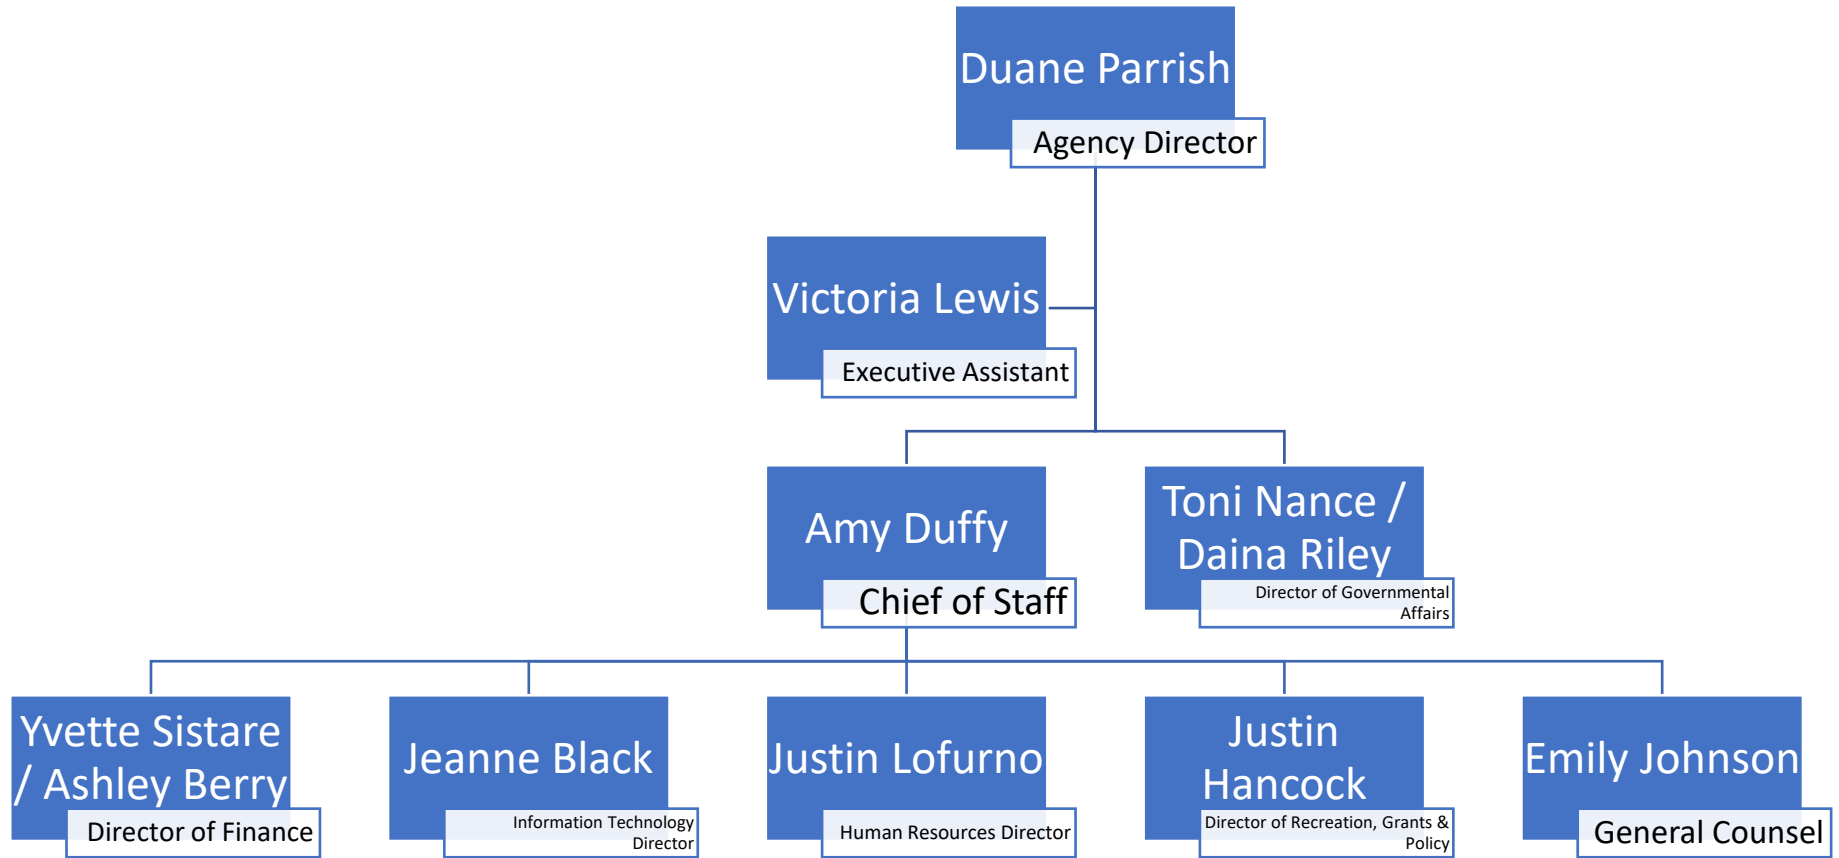 Duane Parrish
Agency Director
Victoria Lewis
Executive Assistant
Amy Duffy
Chief of Staff
Toni Nance /
Daina Riley
Director of Governmental
Affairs
Yvette Sistare
/ Ashley Berry
Director of Finance
Jeanne Black
Information Technology
Director
Justin Lofurno
Human Resources Director
Justin
Hancock
Director of Recreation, Grants &
Policy
Emily Johnson
General Counsel